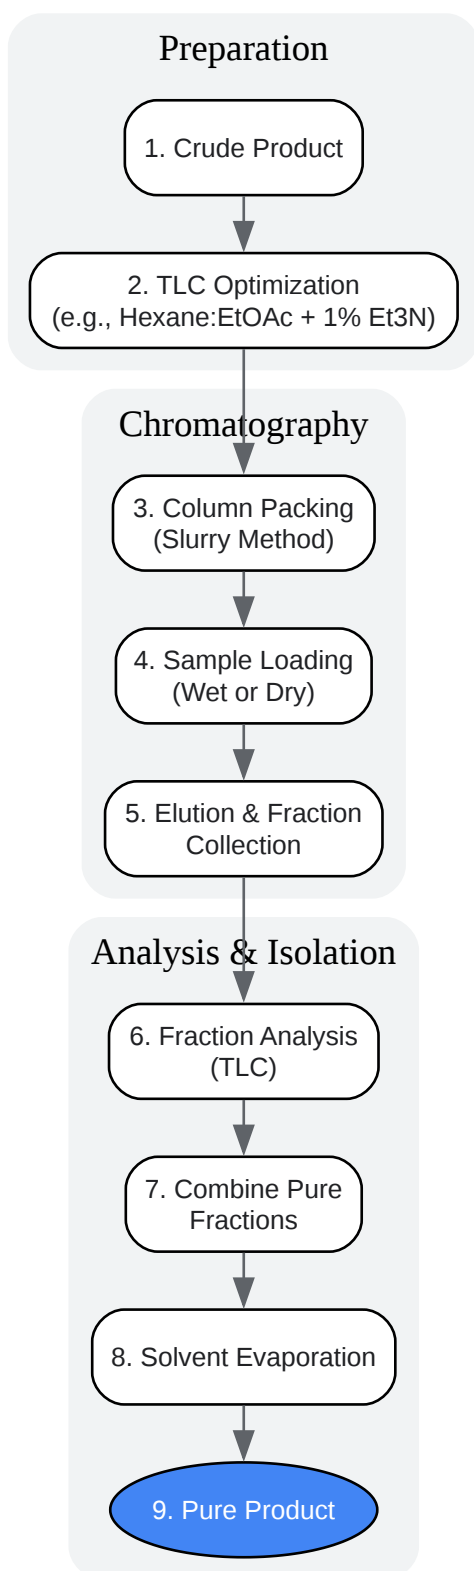 Preparation
1. Crude Product
2. TLC Optimization
(e.g., Hexane:EtOAc + 1% Et3N)
Chromatography
3. Column Packing
(Slurry Method)
4. Sample Loading
(Wet or Dry)
5. Elution & Fraction
Collection
Analysis & Isolation
6. Fraction Analysis
(TLC)
7. Combine Pure
Fractions
8. Solvent Evaporation
9. Pure Product